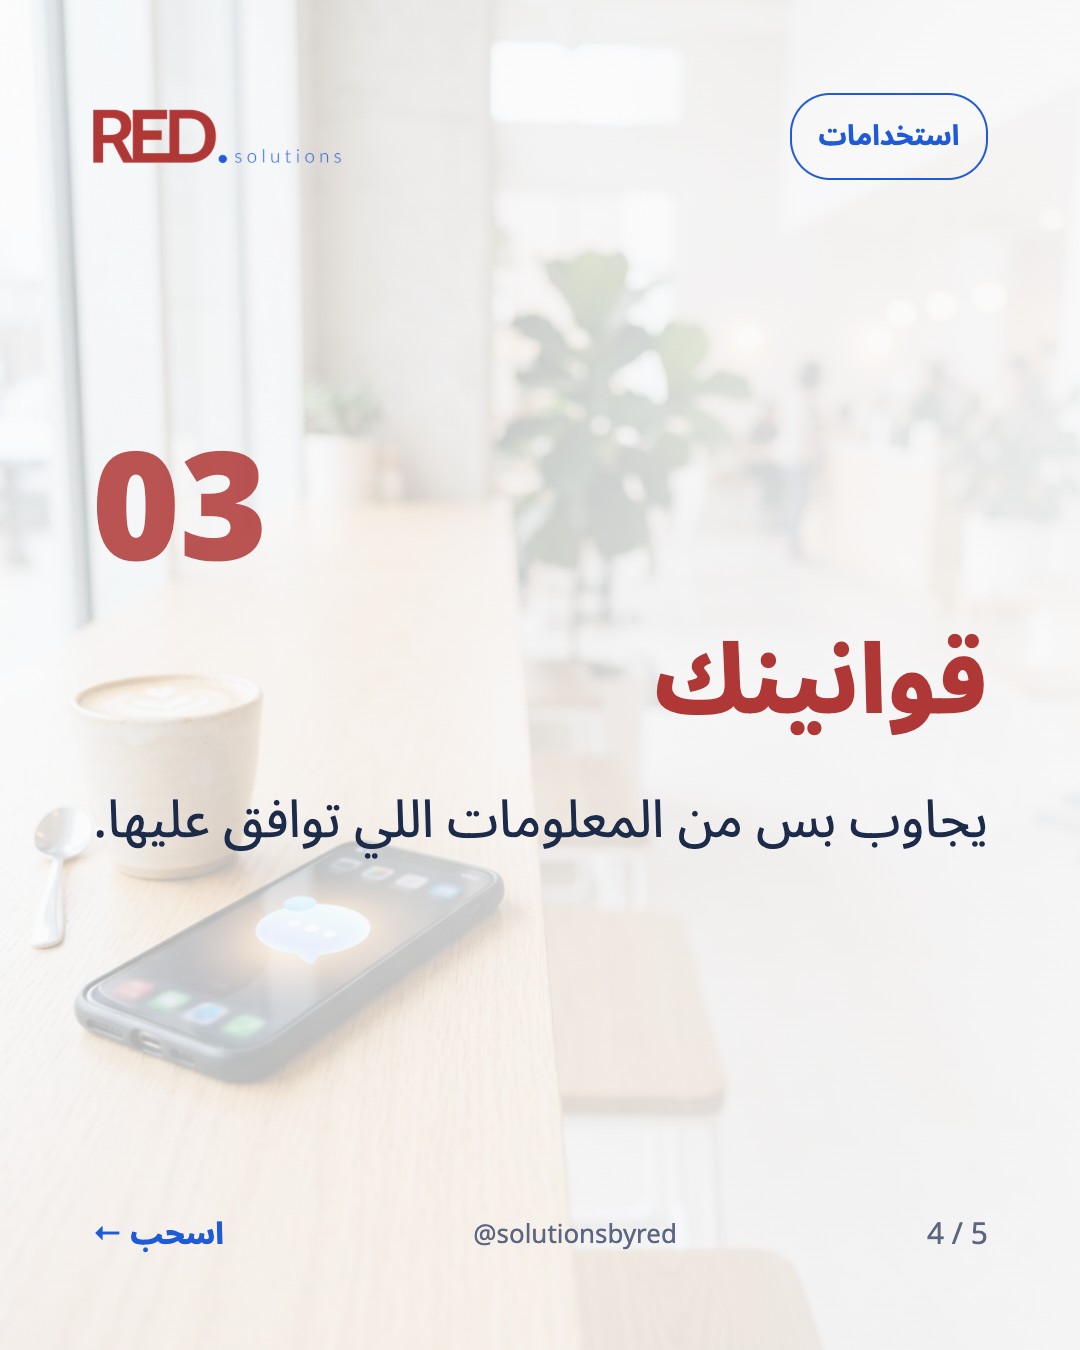 RED.solutions
استخدامات
03
قوانينك
يجاوب بس من المعلومات اللي توافق عليها.
اسحب ←
@solutionsbyred
4 / 5